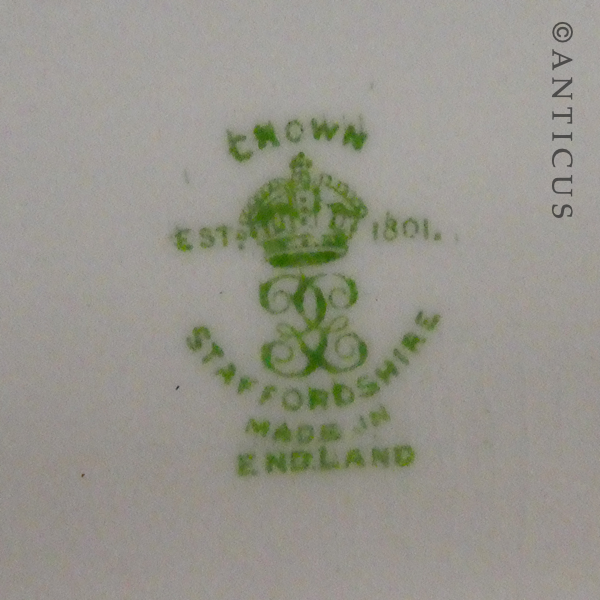 CROWN
EST. 1801.
STAFFORDSHIRE
MADE IN
ENGLAND
© ANTICUS